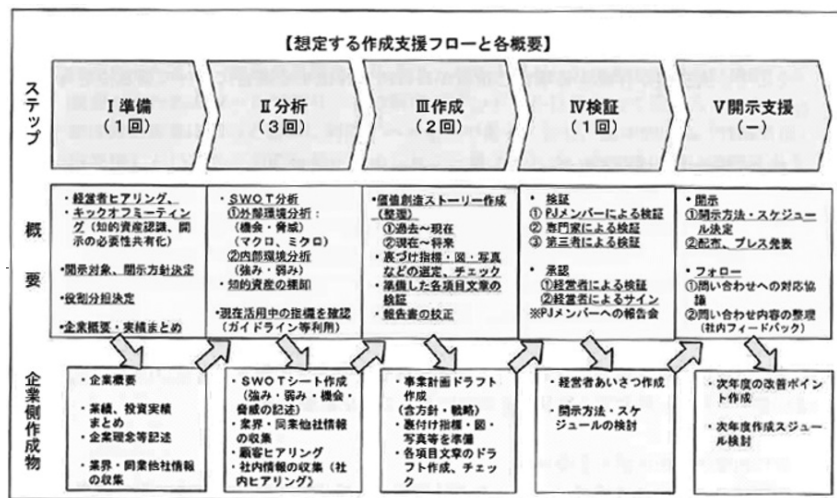 【想定する作成支援フローと各概要】
ステップ
Ⅰ準備
(1回)
Ⅱ分析
(3回)
Ⅲ作成
(2回)
Ⅳ検証
(1回)
Ⅴ開示支援
(ー)
概要
・経営者ヒアリング、
・キックオフミーティン
グ(知的資産認識、開
示の必要性共有化)
・開示対象、開示方針決定
・役割分担決定
・企業概要・実績まとめ
・SWOT分析
①外部環境分析：
(機会・脅威)
(マクロ、ミクロ)
②内部環境分析
(強み・弱み)
・知的資産の棚卸
・現在活用中の指標を確認
(ガイドライン等利用)
・価値創造ストーリー作成
(整理)
①過去～現在
②現在～将来
・裏づけ指標・図・写真
などの選定、チェック
・準備した各項目文章の
検証
・報告書の校正
・検証
① PJメンバーによる検証
② 専門家による検証
③ 第三者による検証
・承認
①経営者による検証
②経営者によるサイン
※PJメンバーへの報告会
・開示
①開示方法・スケジュー
ル決定
②配布、プレス発表
・フォロー
①問い合わせへの対応協
議
②問い合わせ内容の整理
(社内フィードバック)
企業側作成物
・企業概要
・業績、投資実績
まとめ
・企業理念等記述
・業界・同業他社情報
の収集
・SWOTシート作成
(強み・弱み・機会・
脅威の記述)
・業界・同業他社情報
の収集
・顧客ヒアリング
・社内情報の収集(社
内ヒアリング)
・事業計画ドラフト
作成
(含方針・戦略)
・裏付け指標・図・
写真等を準備
・各項目文章のドラ
フト作成、チェック
・経営者あいさつ作成
・開示方法・スケ
ジュールの検討
・次年度の改善ポイント
作成
・次年度作成スジュール
検討